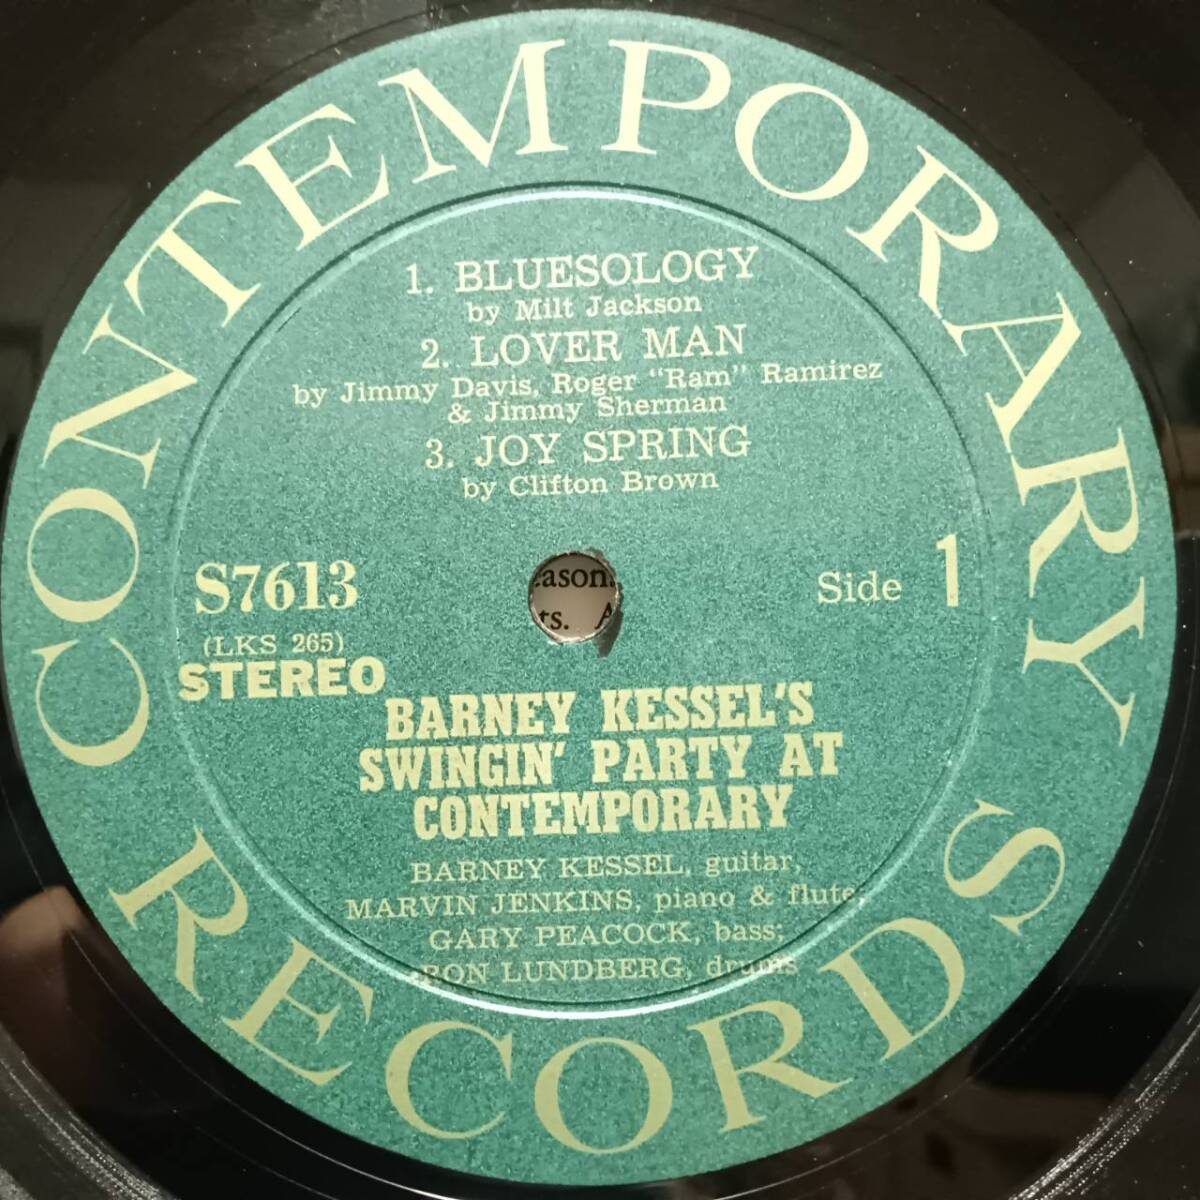 CONTEMPORARY
1. BLUESOLOGY
by Milt Jackson
2. LOVER MAN
by Jimmy Davis, Roger "Ram" Ramirez
& Jimmy Sherman
3. JOY SPRING
by Clifton Brown
S7613
(LKS 265)
STEREO
Side 1
ason.
ts. A
BARNEY KESSEL'S
SWINGIN' PARTY AT
CONTEMPORARY
BARNEY KESSEL, guitar,
MARVIN JENKINS, piano & flute;
GARY PEACOCK, bass;
RON LUNDBERG, drums
RECORDS